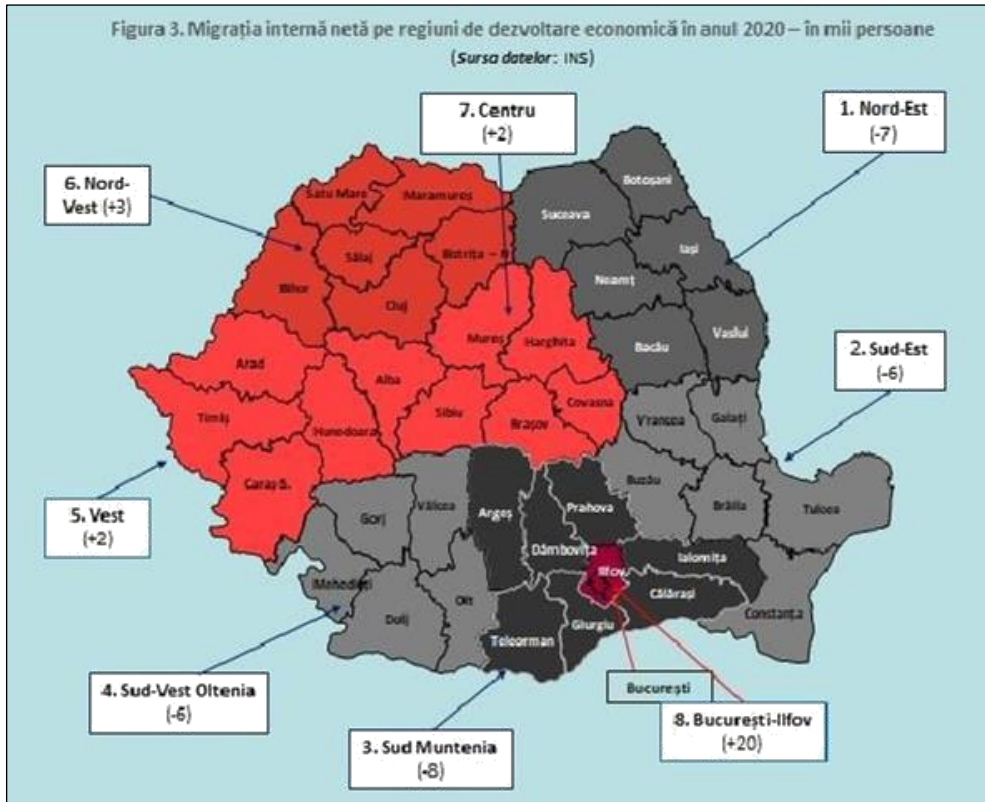 Figura 3. Migrația internă netă pe regiuni de dezvoltare economică în anul 2020 – în mii persoane
(Sursa datelor: INS)
7. Centru
(+2)
1. Nord-Est
(-7)
6. Nord-
Vest (+3)
Satu Mare
Maramureș
Botoșani
Suceava
Iași
Sălaj
Bistrița – N
Neamț
Bihor
Cluj
Vaslui
Mureș
Harghita
Bacău
2. Sud-Est
(-6)
Arad
Alba
Covasna
Timiș
Sibiu
Brașov
Vrancea
Galați
Hunedoara
Caraș S.
Buzău
Brăila
Tulcea
5. Vest
(+2)
Gorj
Vâlcea
Argeș
Prahova
Dâmbovița
Ialomița
Ilfov
Mehedinți
Călărași
Olt
Constanța
Dolj
Giurgiu
Teleorman
4. Sud-Vest Oltenia
(-6)
București
3. Sud Muntenia
(-8)
8. București-Ilfov
(+20)